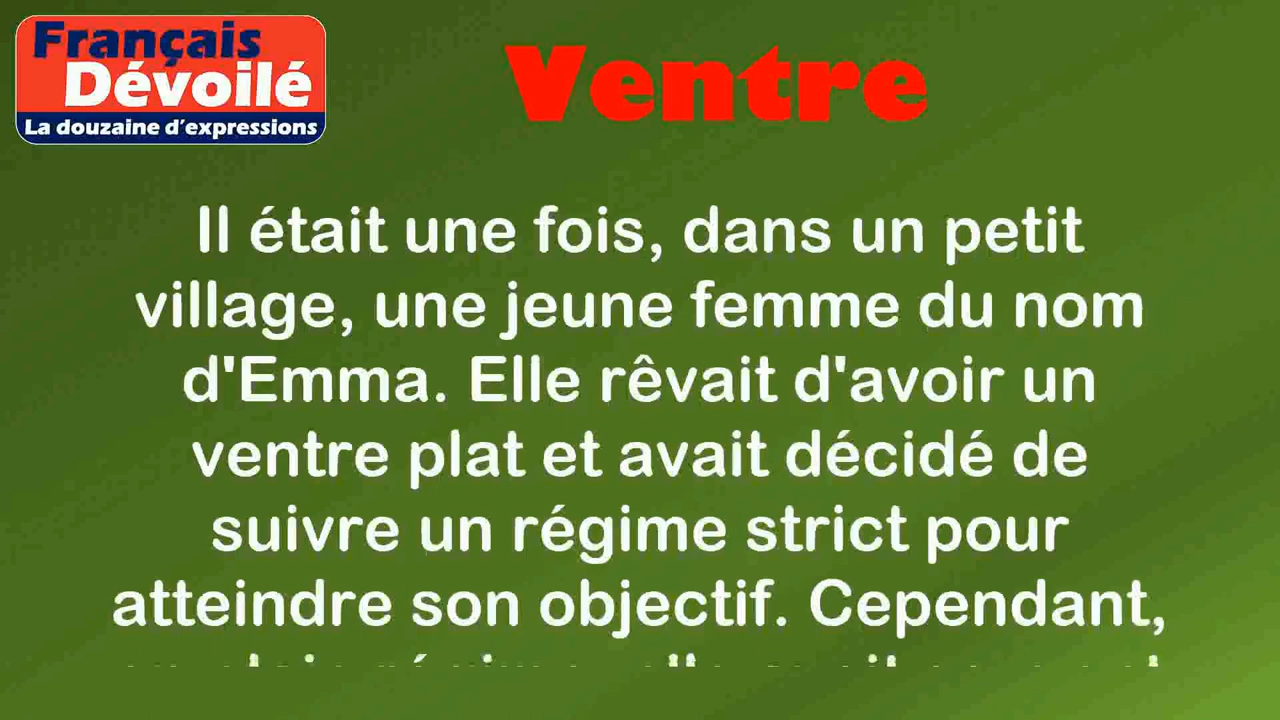 Français
Dévoilé
La douzaine d'expressions
Ventre
Il était une fois, dans un petit
village, une jeune femme du nom
d'Emma. Elle rêvait d'avoir un
ventre plat et avait décidé de
suivre un régime strict pour
atteindre son objectif. Cependant,